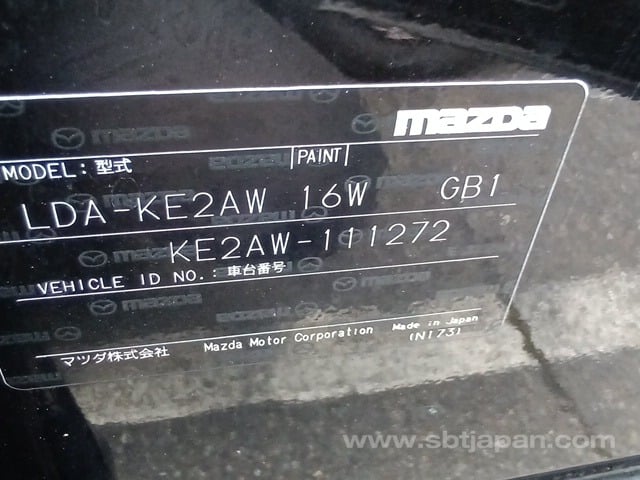 mazda
MODEL:型式 PAINT
LDA-KE2AW 16W GB1
KE2AW-111272
VEHICLE ID NO.:車台番号
マツダ株式会社 Mazda Motor Corporation Made in Japan
(N173)
www.sbtjapan.com